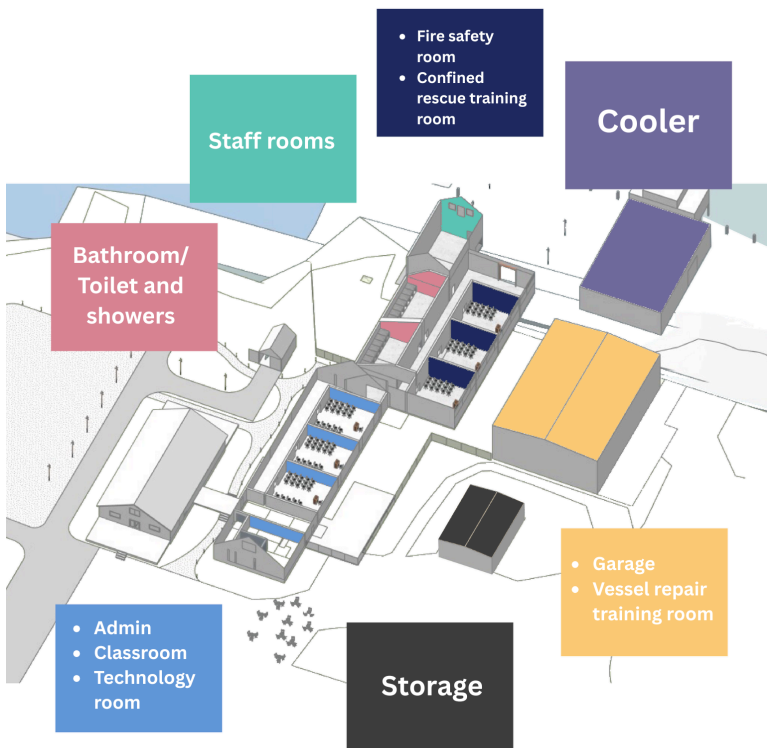 • Fire safety
room
• Confined
rescue training
room
Cooler
Staff rooms
Bathroom/
Toilet and
showers
• Garage
• Vessel repair
training room
• Admin
• Classroom
• Technology
room
Storage